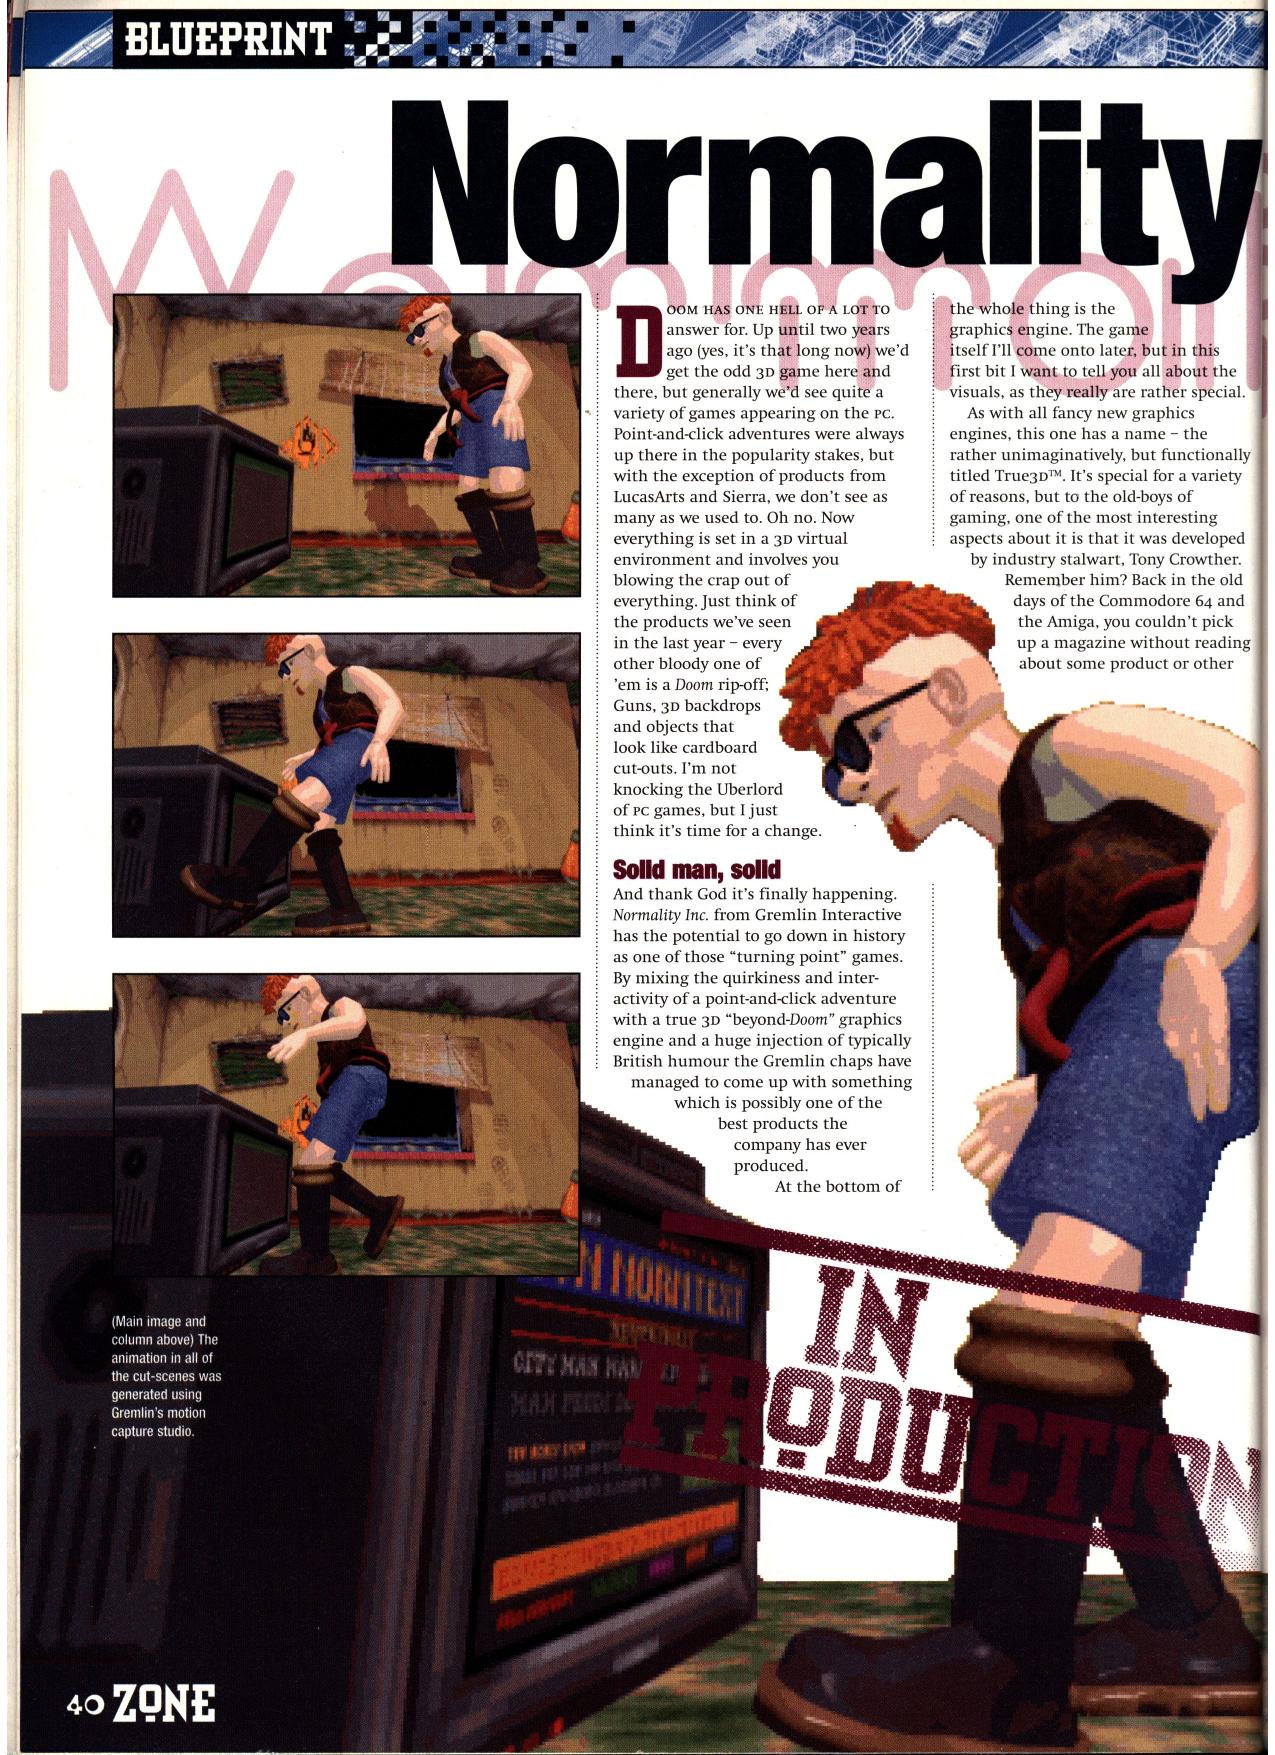 BLUEPRINT
Normality
DOOM HAS ONE HELL OF A LOT TO
answer for. Up until two years
ago (yes, it's that long now) we'd
get the odd 3D game here and
there, but generally we'd see quite a
variety of games appearing on the PC.
Point-and-click adventures were always
up there in the popularity stakes, but
with the exception of products from
LucasArts and Sierra, we don't see as
many as we used to. Oh no. Now
everything is set in a 3D virtual
environment and involves you
blowing the crap out of
everything. Just think of
the products we've seen
in the last year – every
other bloody one of
'em is a Doom rip-off;
Guns, 3D backdrops
and objects that
look like cardboard
cut-outs. I'm not
knocking the Uberlord
of PC games, but I just
think it's time for a change.
Solid man, solid
And thank God it's finally happening.
Normality Inc. from Gremlin Interactive
has the potential to go down in history
as one of those "turning point" games.
By mixing the quirkiness and inter-
activity of a point-and-click adventure
with a true 3D "beyond-Doom" graphics
engine and a huge injection of typically
British humour the Gremlin chaps have
managed to come up with something
which is possibly one of the
best products the
company has ever
produced.
At the bottom of
the whole thing is the
graphics engine. The game
itself I'll come onto later, but in this
first bit I want to tell you all about the
visuals, as they really are rather special.
As with all fancy new graphics
engines, this one has a name – the
rather unimaginatively, but functionally
titled True3D™. It's special for a variety
of reasons, but to the old-boys of
gaming, one of the most interesting
aspects about it is that it was developed
by industry stalwart, Tony Crowther.
Remember him? Back in the old
days of the Commodore 64 and
the Amiga, you couldn't pick
up a magazine without reading
about some product or other
IN
PRODUCTION
(Main image and
column above) The
animation in all of
the cut-scenes was
generated using
Gremlin's motion
capture studio.
40 ZONE